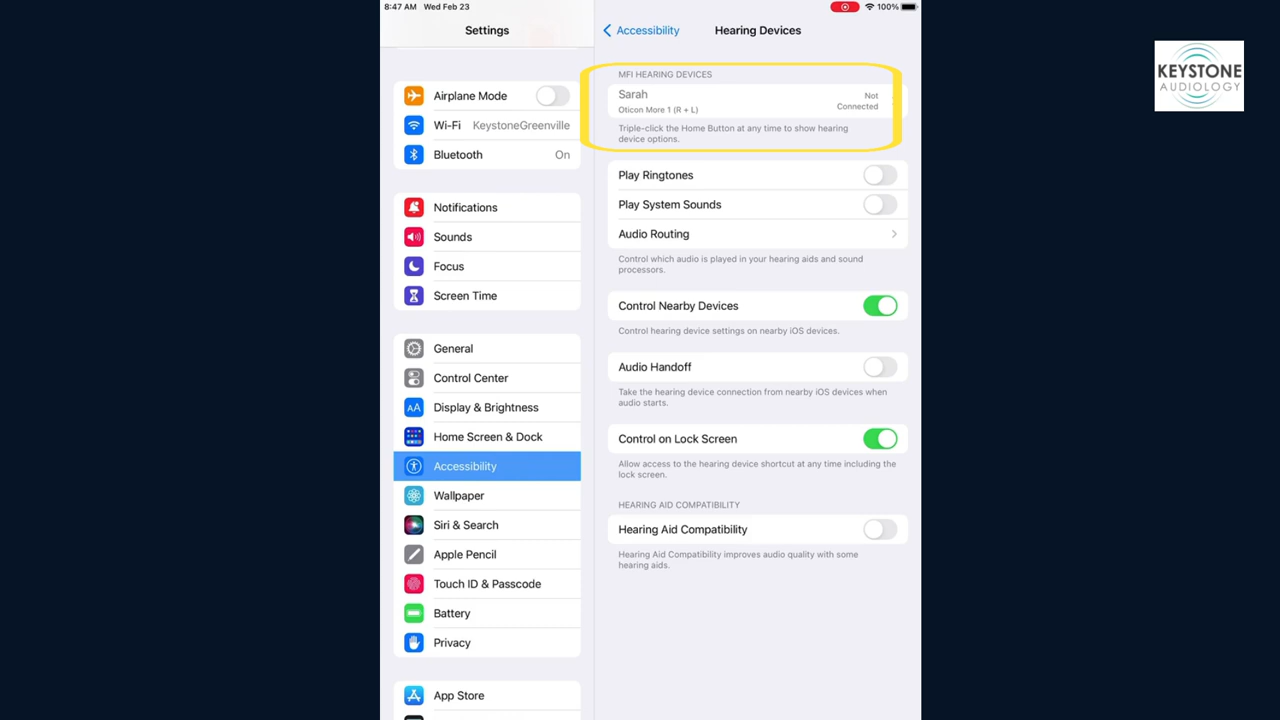 8:47 AM Wed Feb 23
100%
Settings
Airplane Mode
Wi-Fi KeystoneGreenville
Bluetooth On
Notifications
Sounds
Focus
Screen Time
General
Control Center
AA Display & Brightness
Home Screen & Dock
Accessibility
Wallpaper
Siri & Search
Apple Pencil
Touch ID & Passcode
Battery
Privacy
App Store
Accessibility
Hearing Devices
MFI HEARING DEVICES
Sarah
Oticon More 1 (R + L)
Not
Connected
Triple-click the Home Button at any time to show hearing
device options.
Play Ringtones
Play System Sounds
Audio Routing
Control which audio is played in your hearing aids and sound
processors.
Control Nearby Devices
Control hearing device settings on nearby iOS devices.
Audio Handoff
Take the hearing device connection from nearby iOS devices when
audio starts.
Control on Lock Screen
Allow access to the hearing device shortcut at any time including the
lock screen.
HEARING AID COMPATIBILITY
Hearing Aid Compatibility
Hearing Aid Compatibility improves audio quality with some
hearing aids.
KEYSTONE
AUDIOLOGY